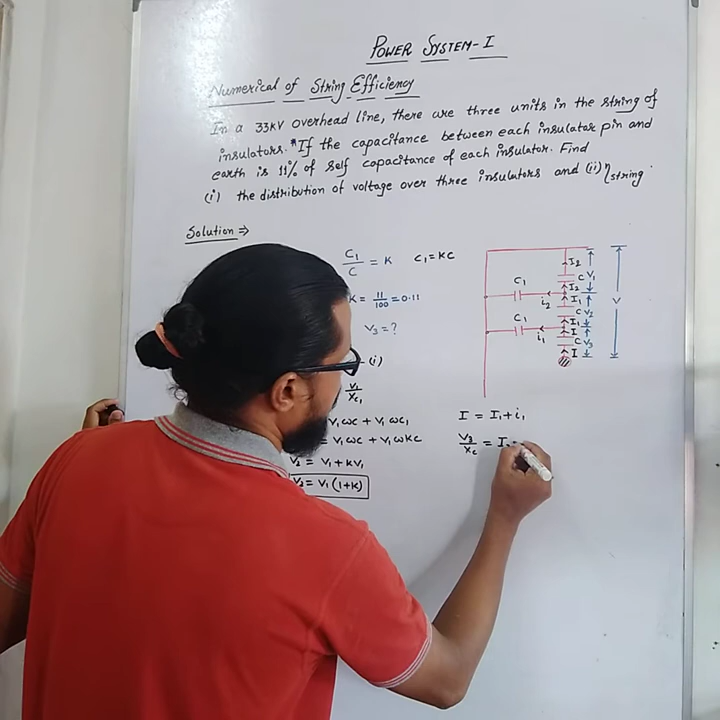 POWER SYSTEM-I
Numerical of String Efficiency
In a 33kV overhead line, there are three units in the string of
insulators. *If the capacitance between each insulator pin and
earth is 11% of self capacitance of each insulator. Find
(i) the distribution of voltage over three insulators and (ii) η string.
Solution ⇒
C1/C = K C1 = KC
K = 11/100 = 0.11
V3 = ?
(i)
V1/XC1
V1ωC + V1ωC1
= V1ωC + V1ωKC
V2 = V1 + KV1
V2 = V1(1+K)
I2
C V1
C1
I2
i2
I1
C V2
C1
I1
i1
I
C V3
I
V
I = I1 + i1
V3/XC = I1